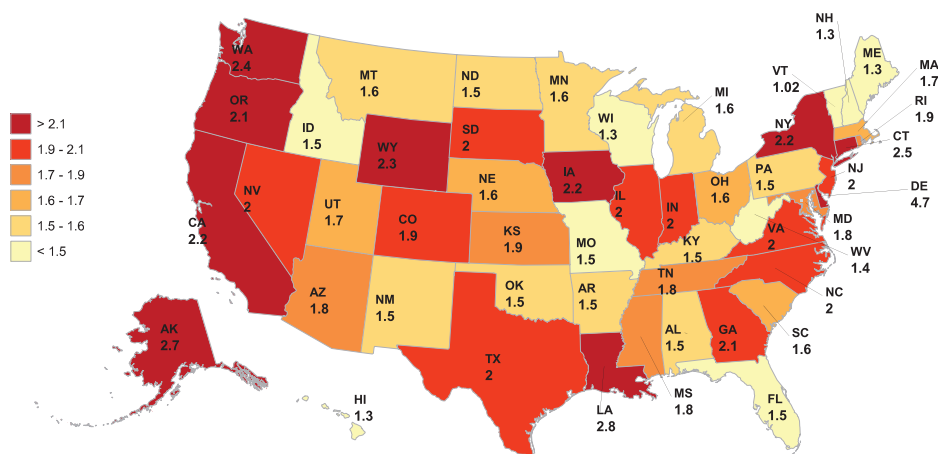 NH
1.3
ME
1.3
MA
1.7
VT
1.02
RI
1.9
CT
2.5
WA
2.4
MT
1.6
ND
1.5
MN
1.6
MI
1.6
NY
2.2
OR
2.1
ID
1.5
WI
1.3
SD
2
WY
2.3
> 2.1
1.9 - 2.1
1.7 - 1.9
1.6 - 1.7
1.5 - 1.6
< 1.5
IA
2.2
PA
1.5
NJ
2
NE
1.6
OH
1.6
DE
4.7
NV
2
IL
2
IN
2
UT
1.7
CO
1.9
MD
1.8
CA
2.2
KS
1.9
VA
2
MO
1.5
KY
1.5
WV
1.4
TN
1.8
NC
2
AZ
1.8
NM
1.5
OK
1.5
AR
1.5
SC
1.6
AK
2.7
AL
1.5
GA
2.1
TX
2
MS
1.8
HI
1.3
LA
2.8
FL
1.5